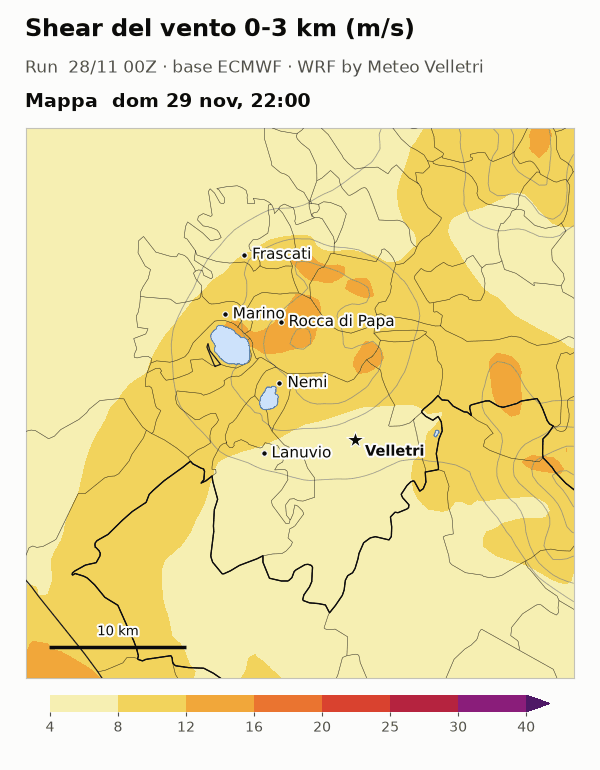 Shear del vento 0-3 km (m/s)
Run  28/11 00Z · base ECMWF · WRF by Meteo Velletri
Mappa  dom 29 nov, 22:00
Frascati
Marino
Rocca di Papa
Nemi
Velletri
Lanuvio
10 km
4 8 12 16 20 25 30 40